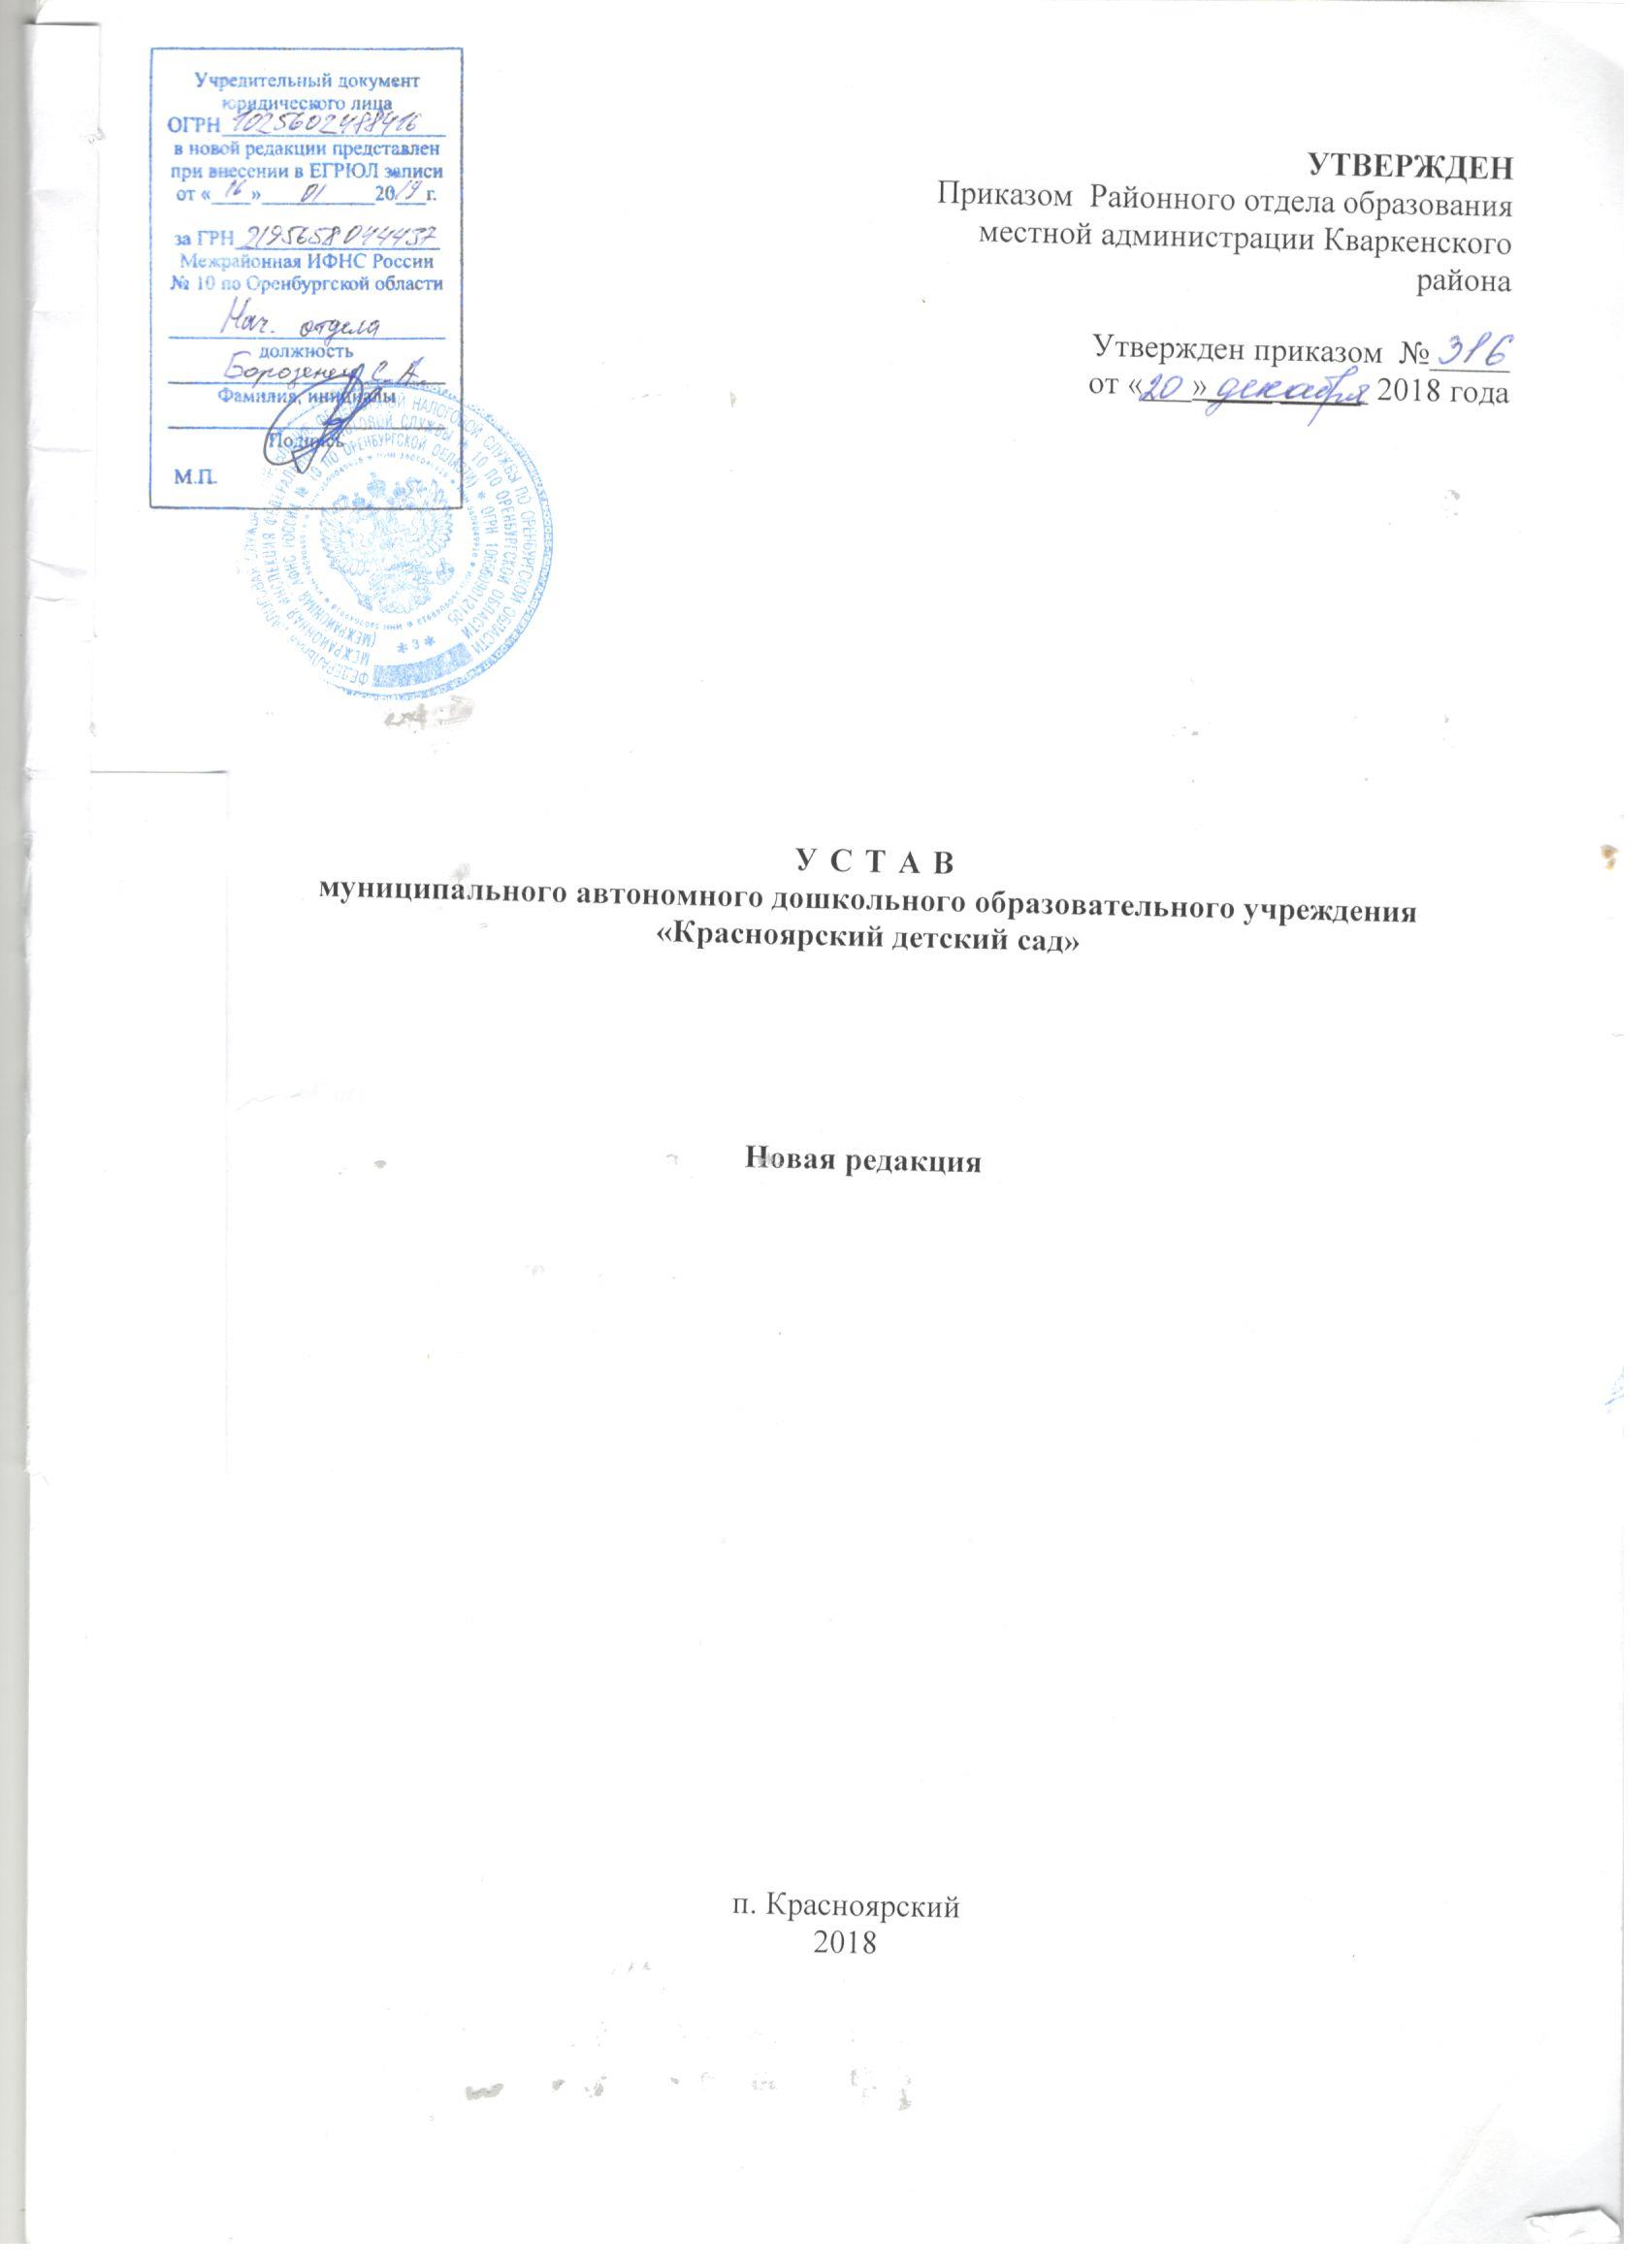 Учредительный документ
юридического лица
ОГРН 1025602488416
в новой редакции представлен
при внесении в ЕГРЮЛ записи
от «16» 01 2019 г.
за ГРН 2195658044457
Межрайонная ИФНС России
№ 10 по Оренбургской области
Нач. отдела
должность
Борозенец С.А.
Фамилия, инициалы
Подпись
М.П.
УТВЕРЖДЕН
Приказом Районного отдела образования
местной администрации Кваркенского
района
Утвержден приказом № 316
от «20» декабря 2018 года
У С Т А В
муниципального автономного дошкольного образовательного учреждения
«Красноярский детский сад»
Новая редакция
п. Красноярский
2018